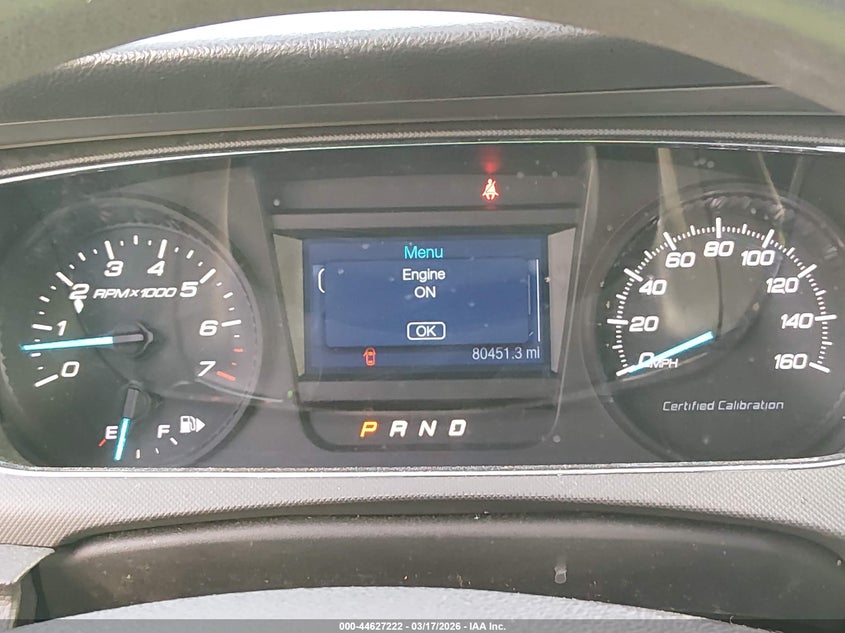 0
1
2
3
4
5
6
7
RPMx1000
E
F
Menu
Engine
ON
OK
80451.3 mi
P R N D
0
20
40
60
80
100
120
140
160
MPH
Certified Calibration
000-44627222 — 03/17/2026 — IAA Inc.